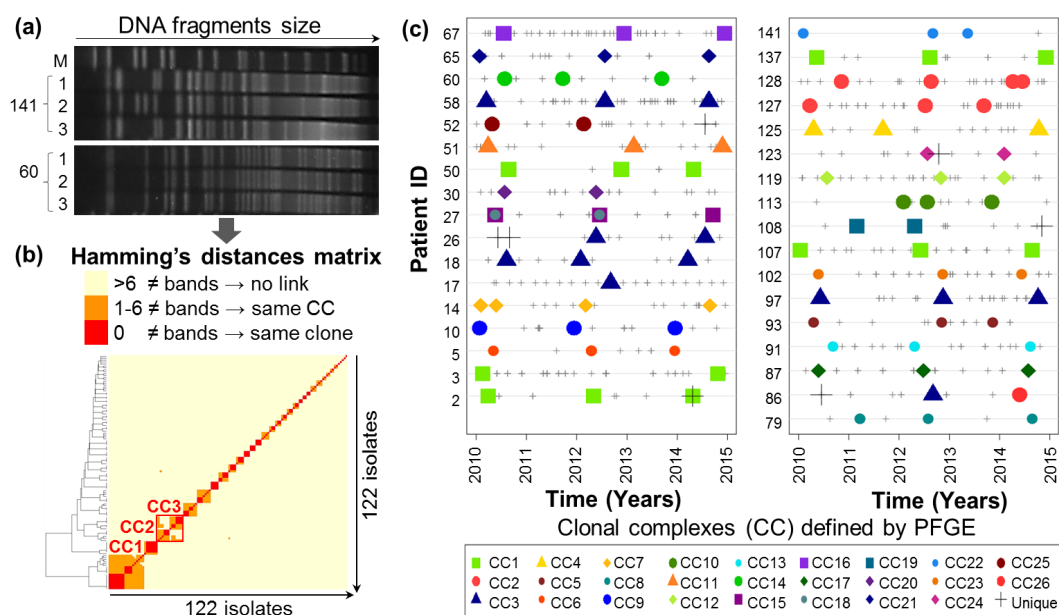 (a)
DNA fragments size
M
1
141
2
3
1
60
2
3
(b)
Hamming's distances matrix
>6 ≠ bands → no link
1-6 ≠ bands → same CC
0 ≠ bands → same clone
CC3
CC2
CC1
122 isolates
122 isolates
(c)
Patient ID
67
65
60
58
52
51
50
30
27
26
18
17
14
10
5
3
2
2010
2011
2012
2013
2014
2015
Time (Years)
141
137
128
127
125
123
119
113
108
107
102
97
93
91
87
86
79
2010
2011
2012
2013
2014
2015
Time (Years)
Clonal complexes (CC) defined by PFGE
CC1 CC4 CC7 CC10 CC13 CC16 CC19 CC22 CC25
CC2 CC5 CC8 CC11 CC14 CC17 CC20 CC23 CC26
CC3 CC6 CC9 CC12 CC15 CC18 CC21 CC24 Unique